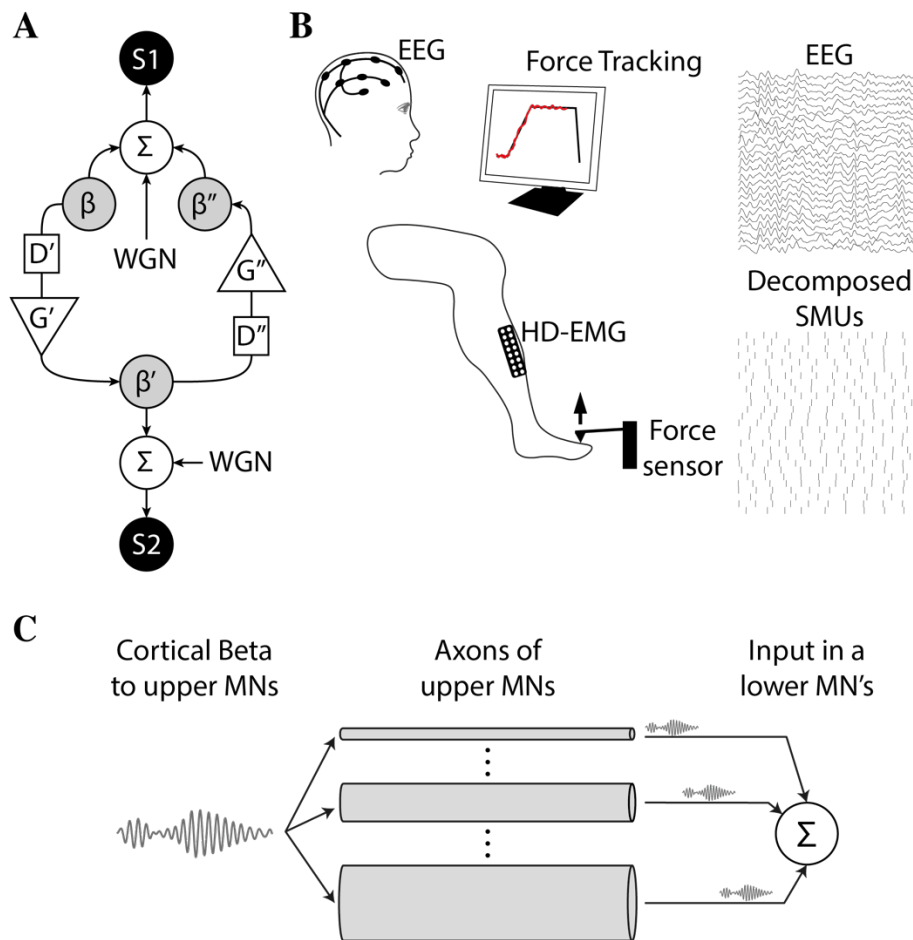 A
S1
Σ
β
β″
WGN
D′
G″
G′
D″
β′
Σ
WGN
S2
B
EEG
Force Tracking
HD-EMG
Force
sensor
EEG
Decomposed
SMUs
C
Cortical Beta
to upper MNs
Axons of
upper MNs
Input in a
lower MN's
Σ